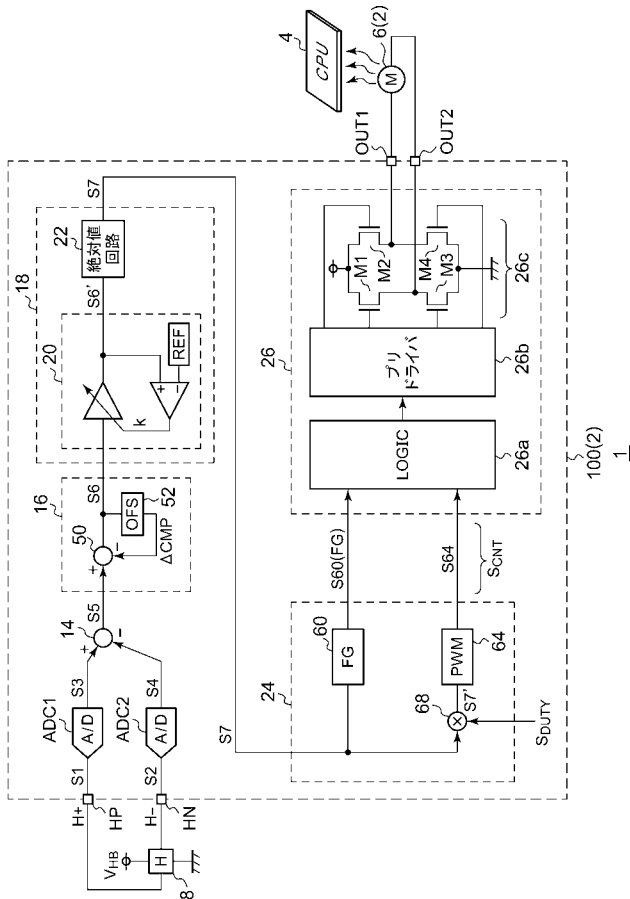 1
100(2)
VHB
H
8
H+
HP
H−
HN
S1
S2
ADC1
A/D
ADC2
A/D
S3
S4
14
+
−
S5
16
50
+
−
S6
OFS
52
ΔCMP
18
20
k
+
−
REF
S6'
22
絶対値
回路
S7
S7
24
60
FG
68
×
S7'
PWM
64
SDUTY
S60(FG)
S64
SCNT
26
LOGIC
26a
プリ
ドライバ
26b
M1
M2
M4
M3
26c
OUT1
OUT2
4
CPU
6(2)
M